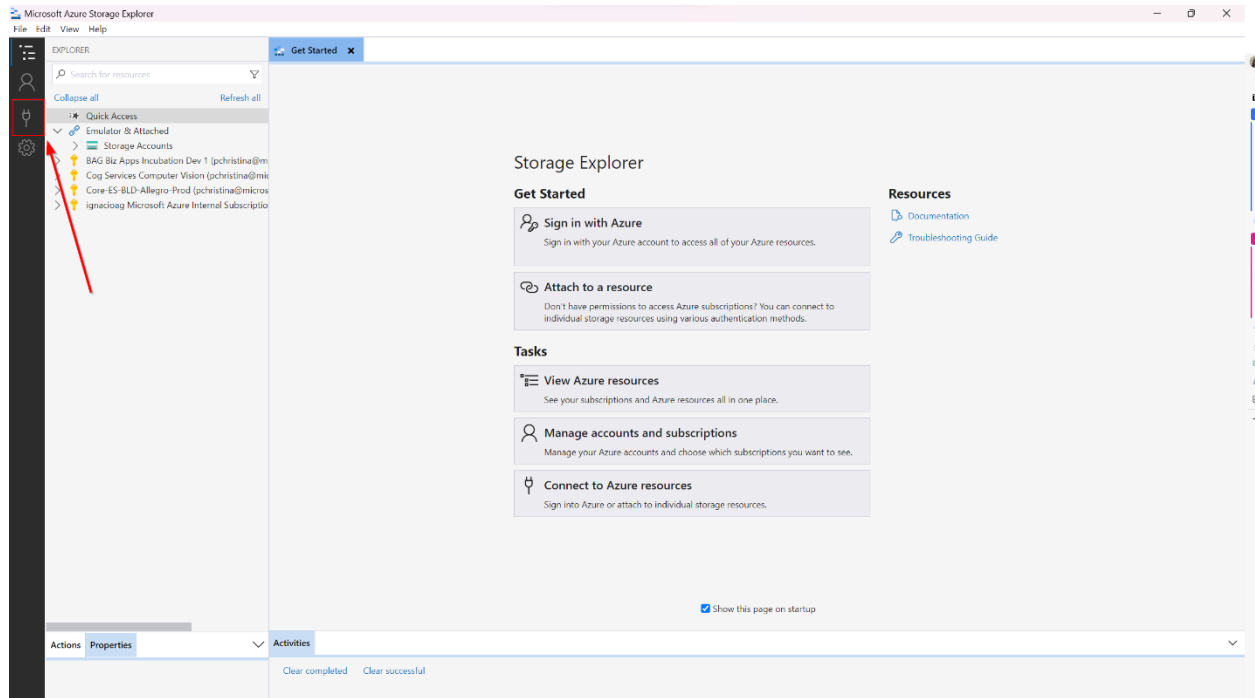 Microsoft Azure Storage Explorer
File Edit View Help
EXPLORER
Search for resources
Collapse all Refresh all
Quick Access
Emulator & Attached
Storage Accounts
BAG Biz Apps Incubation Dev 1 (pchristina@m
Cog Services Computer Vision (pchristina@mic
Core-ES-BLD-Allegro-Prod (pchristina@micros
ignacioag Microsoft Azure Internal Subscriptio
Get Started
Storage Explorer
Get Started
Sign in with Azure
Sign in with your Azure account to access all of your Azure resources.
Attach to a resource
Don't have permissions to access Azure subscriptions? You can connect to
individual storage resources using various authentication methods.
Tasks
View Azure resources
See your subscriptions and Azure resources all in one place.
Manage accounts and subscriptions
Manage your Azure accounts and choose which subscriptions you want to see.
Connect to Azure resources
Sign into Azure or attach to individual storage resources.
Resources
Documentation
Troubleshooting Guide
Show this page on startup
Actions Properties
Activities
Clear completed Clear successful